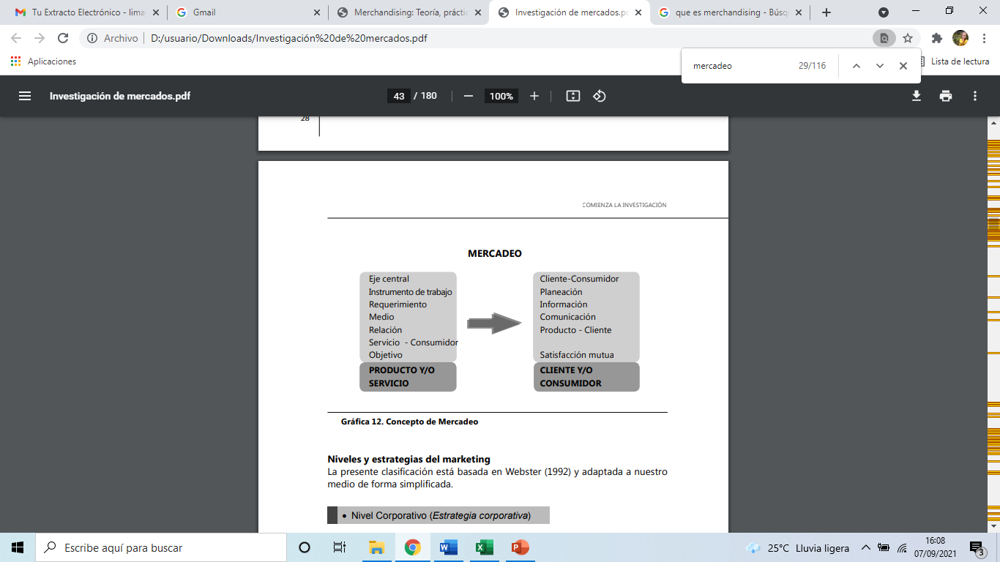 Tu Extracto Electrónico - lima
Gmail
Merchandising: Teoría, práctic
Investigación de mercados.pd
que es merchandising - Búsq
Archivo
D:/usuario/Downloads/Investigación%20de%20mercados.pdf
Aplicaciones
mercadeo 29/116
Lista de lectura
Investigación de mercados.pdf
43 / 180
100%
28
COMIENZA LA INVESTIGACIÓN
MERCADEO
Eje central
Instrumento de trabajo
Requerimiento
Medio
Relación
Servicio - Consumidor
Objetivo
PRODUCTO Y/O
SERVICIO
Cliente-Consumidor
Planeación
Información
Comunicación
Producto - Cliente
Satisfacción mutua
CLIENTE Y/O
CONSUMIDOR
Gráfica 12. Concepto de Mercadeo
Niveles y estrategias del marketing
La presente clasificación está basada en Webster (1992) y adaptada a nuestro
medio de forma simplificada.
• Nivel Corporativo (Estrategia corporativa)
Escribe aquí para buscar
25°C Lluvia ligera
16:08
07/09/2021
3